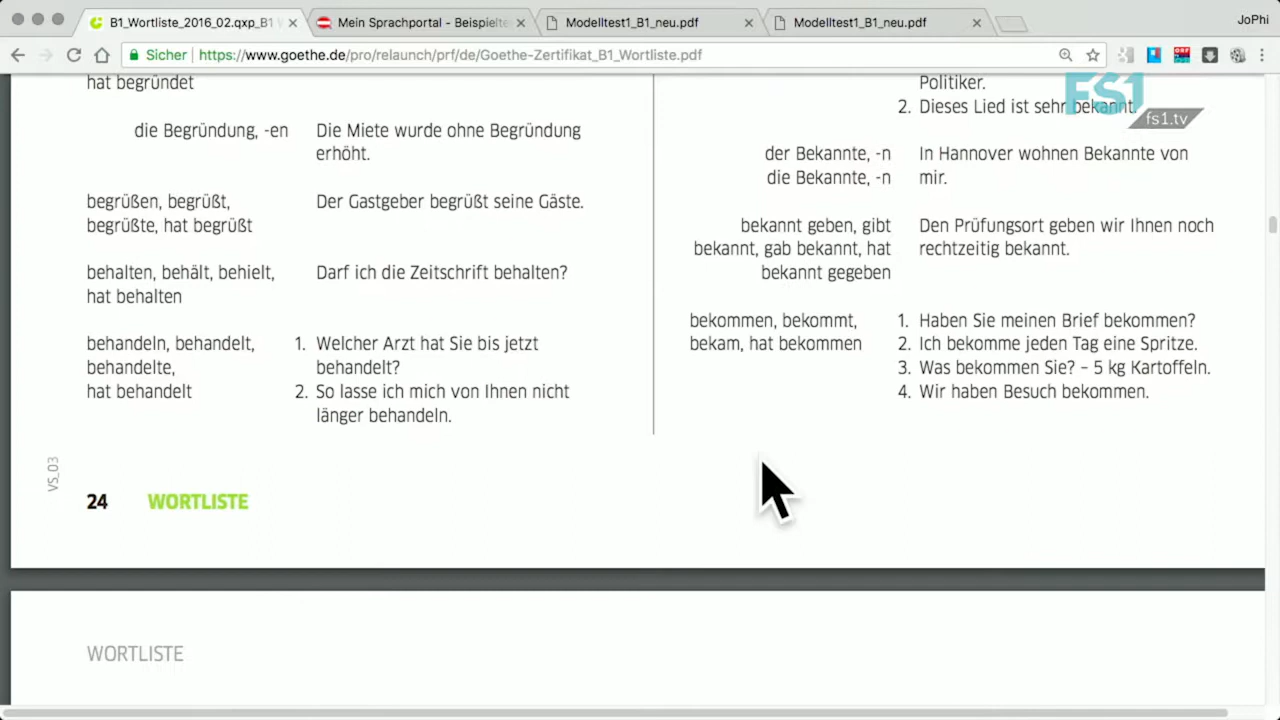 B1_Wortliste_2016_02.qxp_B1 W
Mein Sprachportal - Beispielte
Modelltest1_B1_neu.pdf
Modelltest1_B1_neu.pdf
JoPhi
Sicher
https://www.goethe.de/pro/relaunch/prf/de/Goethe-Zertifikat_B1_Wortliste.pdf
hat begründet
die Begründung, -en
Die Miete wurde ohne Begründung
erhöht.
begrüßen, begrüßt,
begrüßte, hat begrüßt
Der Gastgeber begrüßt seine Gäste.
behalten, behält, behielt,
hat behalten
Darf ich die Zeitschrift behalten?
behandeln, behandelt,
behandelte,
hat behandelt
1. Welcher Arzt hat Sie bis jetzt
behandelt?
2. So lasse ich mich von Ihnen nicht
länger behandeln.
Politiker.
2. Dieses Lied ist sehr bekannt.
FS1
fs1.tv
der Bekannte, -n
die Bekannte, -n
In Hannover wohnen Bekannte von
mir.
bekannt geben, gibt
bekannt, gab bekannt, hat
bekannt gegeben
Den Prüfungsort geben wir Ihnen noch
rechtzeitig bekannt.
bekommen, bekommt,
bekam, hat bekommen
1. Haben Sie meinen Brief bekommen?
2. Ich bekomme jeden Tag eine Spritze.
3. Was bekommen Sie? – 5 kg Kartoffeln.
4. Wir haben Besuch bekommen.
VS_03
24 WORTLISTE
WORTLISTE